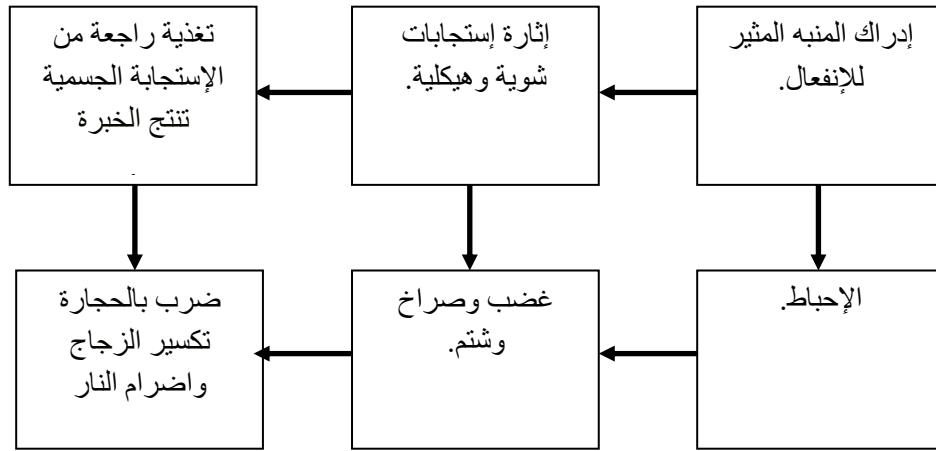 إدراك المنبه المثير
للإنفعال.
إثارة إستجابات
شوية وهيكلية.
تغذية راجعة من
الإستجابة الجسمية
تنتج الخبرة
.
الإحباط.
غضب وصراخ
وشتم.
ضرب بالحجارة
تكسير الزجاج
واضرام النار